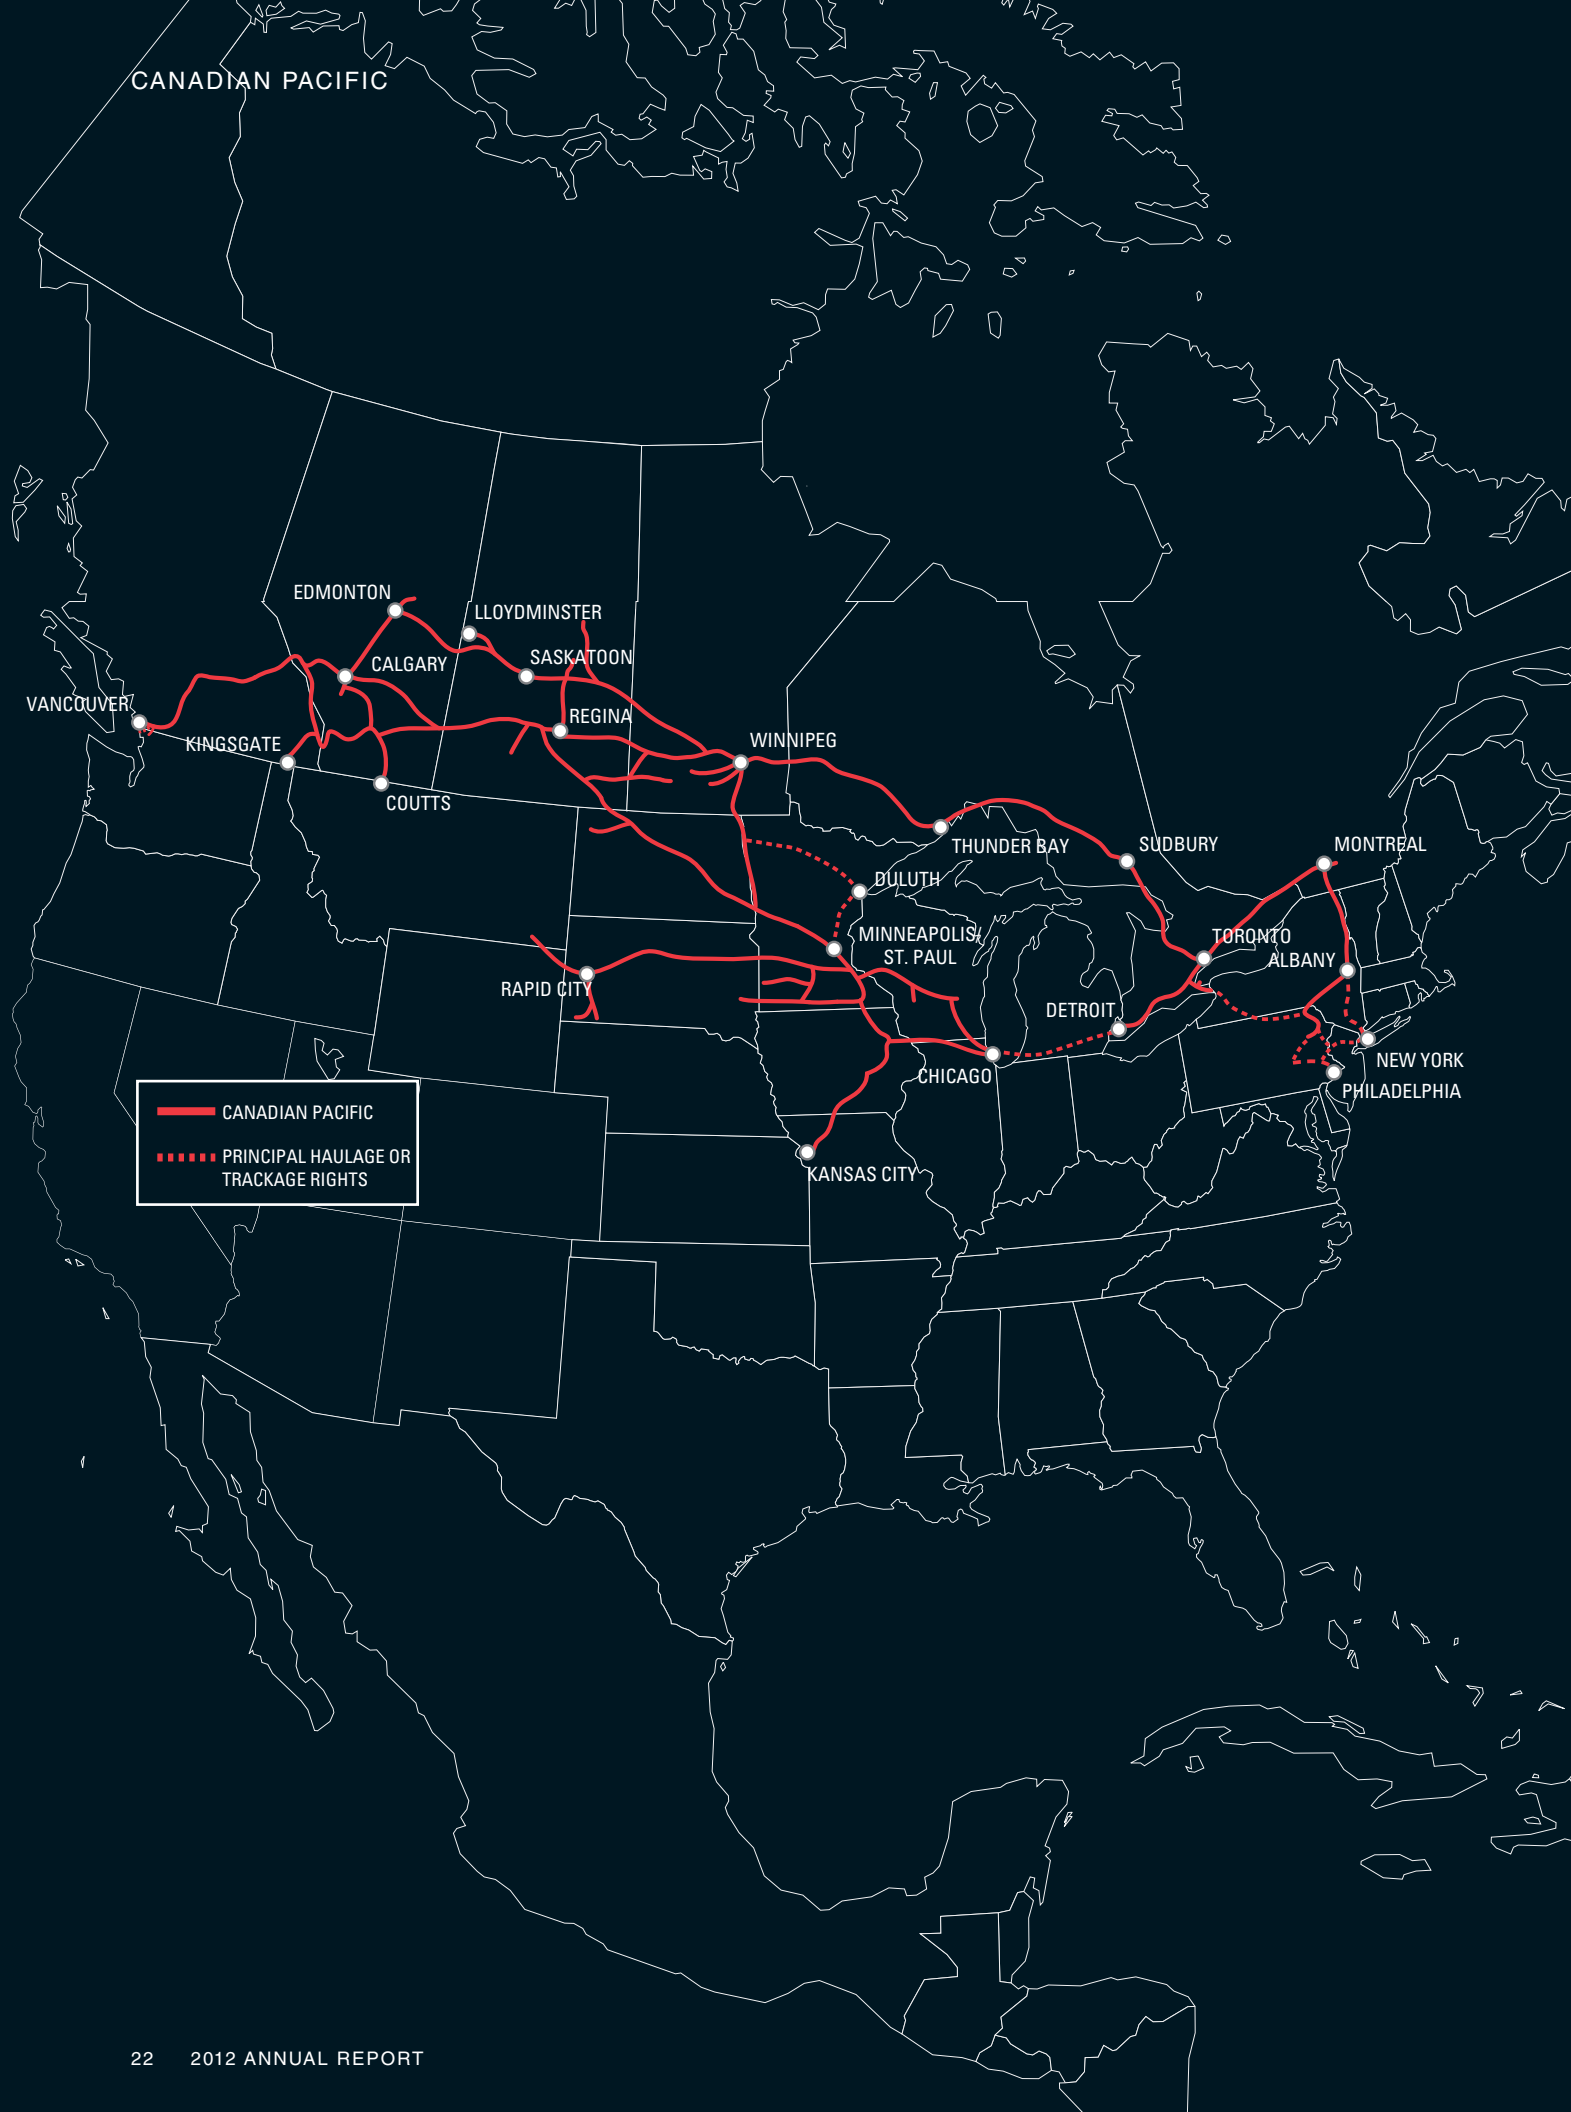 CANADIAN PACIFIC
EDMONTON
LLOYDMINSTER
SASKATOON
CALGARY
VANCOUVER
REGINA
KINGSGATE
WINNIPEG
COUTTS
THUNDER BAY
SUDBURY
MONTREAL
DULUTH
MINNEAPOLIS/
ST. PAUL
TORONTO
ALBANY
RAPID CITY
DETROIT
NEW YORK
CHICAGO
PHILADELPHIA
CANADIAN PACIFIC
PRINCIPAL HAULAGE OR
TRACKAGE RIGHTS
KANSAS CITY
22 2012 ANNUAL REPORT